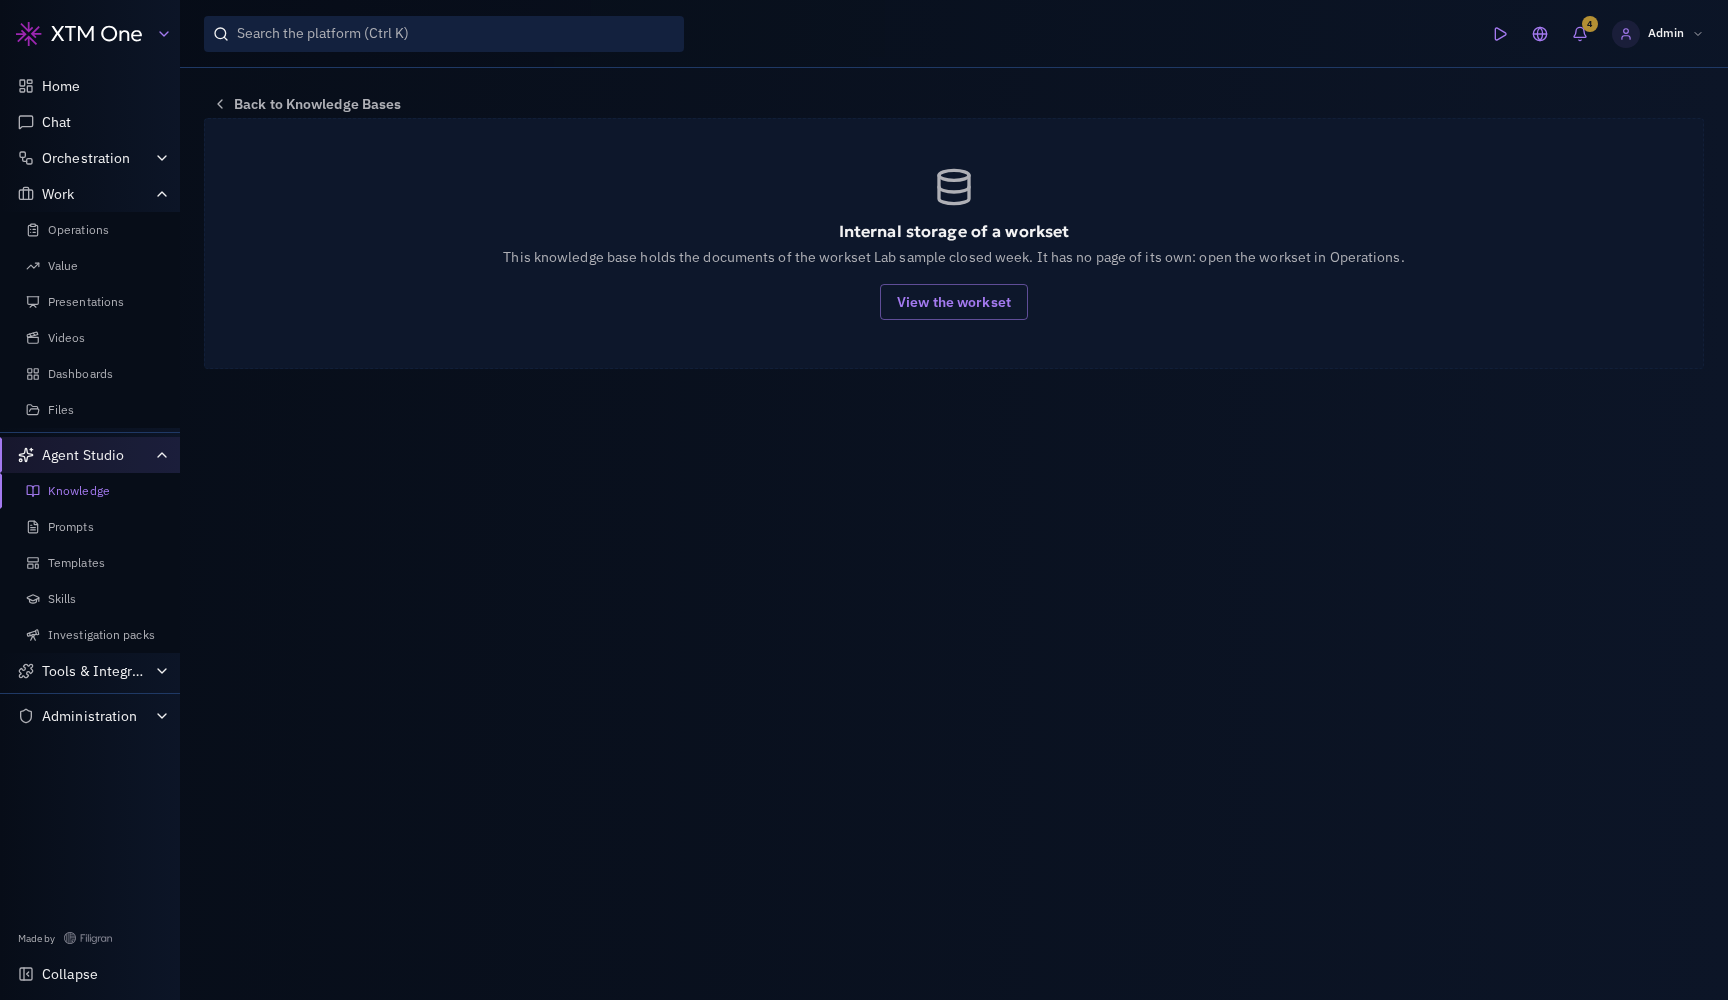 XTM One
Search the platform (Ctrl K)
4
Admin
Home
Chat
Orchestration
Work
Operations
Value
Presentations
Videos
Dashboards
Files
Agent Studio
Knowledge
Prompts
Templates
Skills
Investigation packs
Tools & Integr...
Administration
Made by Filigran
Collapse
Back to Knowledge Bases
Internal storage of a workset
This knowledge base holds the documents of the workset Lab sample closed week. It has no page of its own: open the workset in Operations.
View the workset